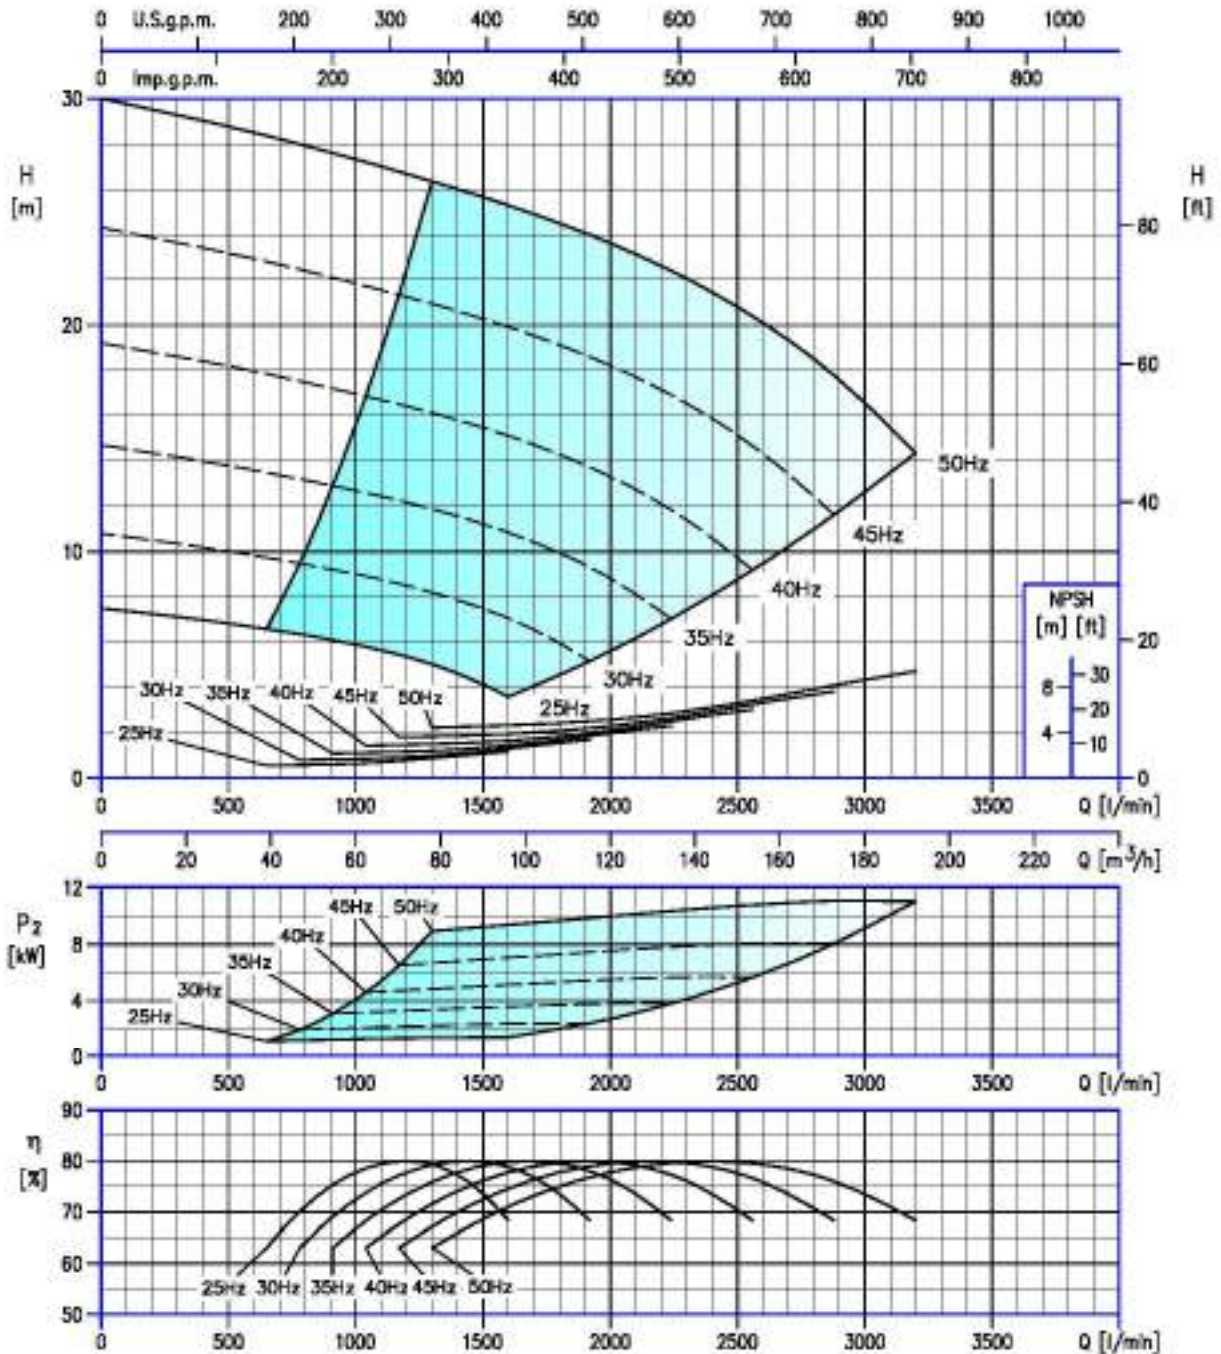 0 U.S.g.p.m. 200 300 400 500 600 700 800 900 1000
0 Imp.g.p.m. 200 300 400 500 600 700 800
30
H
[m]
H
[ft]
80
20
60
50Hz
40
45Hz
10
40Hz
NPSH
[m] [ft]
35Hz
20
30Hz
30Hz 35Hz 40Hz 45Hz 50Hz
8
30
25Hz
20
25Hz
4
10
0
0
0 500 1000 1500 2000 2500 3000 3500 Q [l/min]
0 20 40 60 80 100 120 140 160 180 200 220 Q [m³/h]
12
P2
[kW]
45Hz 50Hz
40Hz
8
35Hz
30Hz
4
25Hz
0
0 500 1000 1500 2000 2500 3000 3500 Q [l/min]
90
η
[%]
80
70
60
25Hz 30Hz 35Hz 40Hz 45Hz 50Hz
50
0 500 1000 1500 2000 2500 3000 3500 Q [l/min]